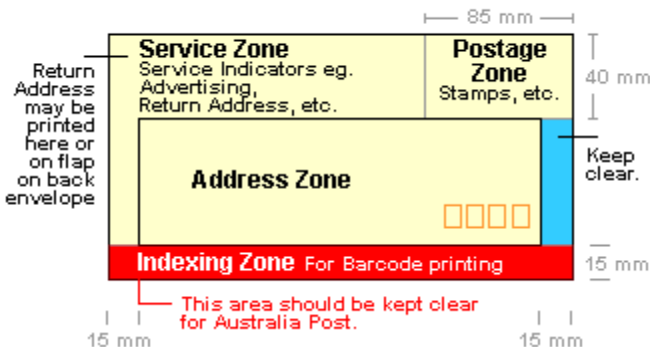 85 mm
Service Zone
Service Indicators eg.
Advertising,
Return Address, etc.
Postage
Zone
Stamps, etc.
40 mm
Return
Address
may be
printed
here or
on flap
on back
envelope
Keep
clear.
Address Zone
Indexing Zone For Barcode printing
15 mm
This area should be kept clear
for Australia Post.
15 mm
15 mm